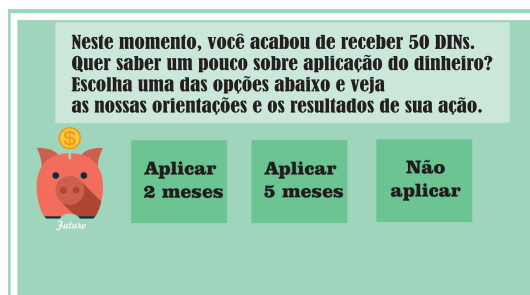 Neste momento, você acabou de receber 50 DINs.
Quer saber um pouco sobre aplicação do dinheiro?
Escolha uma das opções abaixo e veja
as nossas orientações e os resultados de sua ação.
$
Aplicar
2 meses
Aplicar
5 meses
Não
aplicar
Futuro